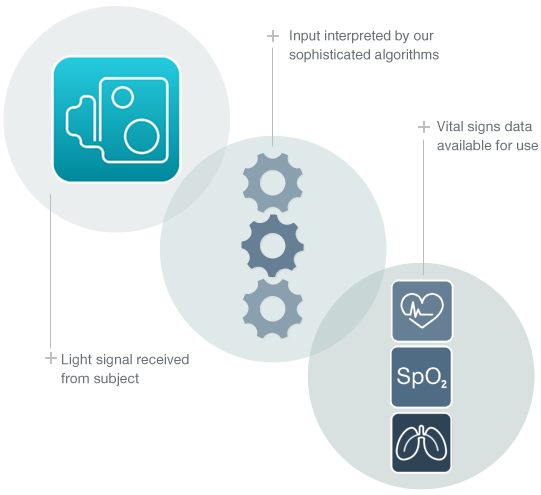 Input interpreted by our
sophisticated algorithms
Vital signs data
available for use
Light signal received
from subject
SpO₂